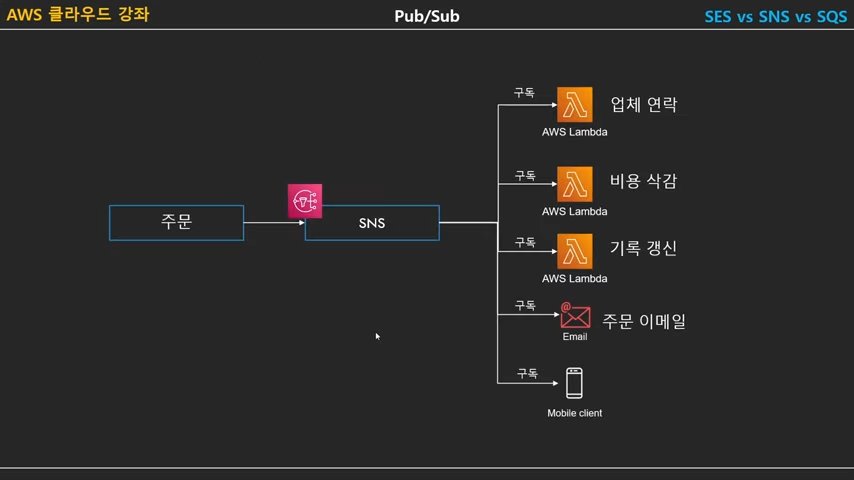 AWS 클라우드 강좌
Pub/Sub
SES vs SNS vs SQS
구독
업체 연락
AWS Lambda
구독
비용 삭감
AWS Lambda
주문
SNS
구독
기록 갱신
AWS Lambda
구독
주문 이메일
Email
구독
Mobile client